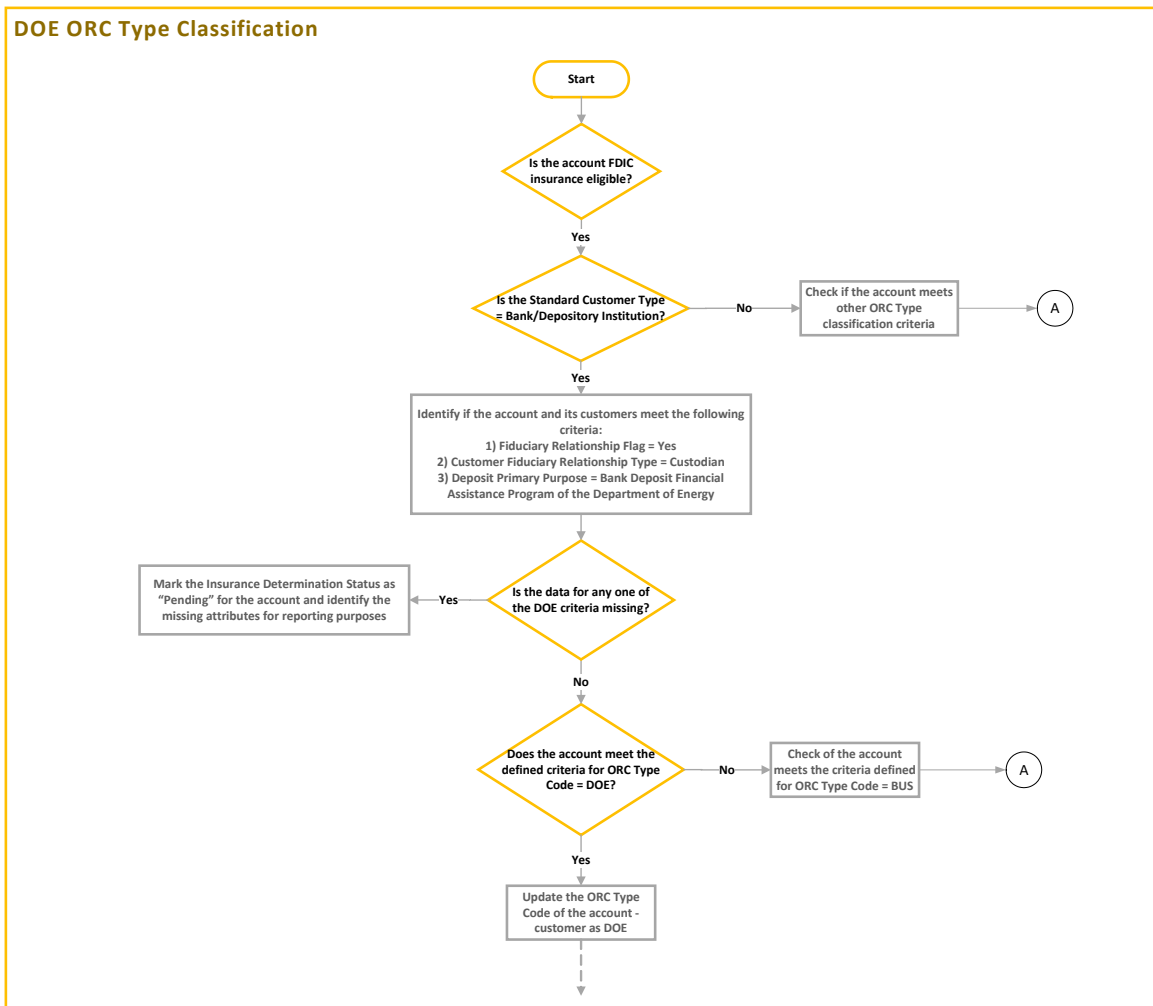 DOE ORC Type Classification
Start
Is the account FDIC
insurance eligible?
Yes
Is the Standard Customer Type
= Bank/Depository Institution?
No
Check if the account meets
other ORC Type
classification criteria
A
Yes
Identify if the account and its customers meet the following
criteria:
1) Fiduciary Relationship Flag = Yes
2) Customer Fiduciary Relationship Type = Custodian
3) Deposit Primary Purpose = Bank Deposit Financial
Assistance Program of the Department of Energy
Is the data for any one of
the DOE criteria missing?
Yes
Mark the Insurance Determination Status as
“Pending” for the account and identify the
missing attributes for reporting purposes
No
Does the account meet the
defined criteria for ORC Type
Code = DOE?
No
Check of the account
meets the criteria defined
for ORC Type Code = BUS
A
Yes
Update the ORC Type
Code of the account -
customer as DOE